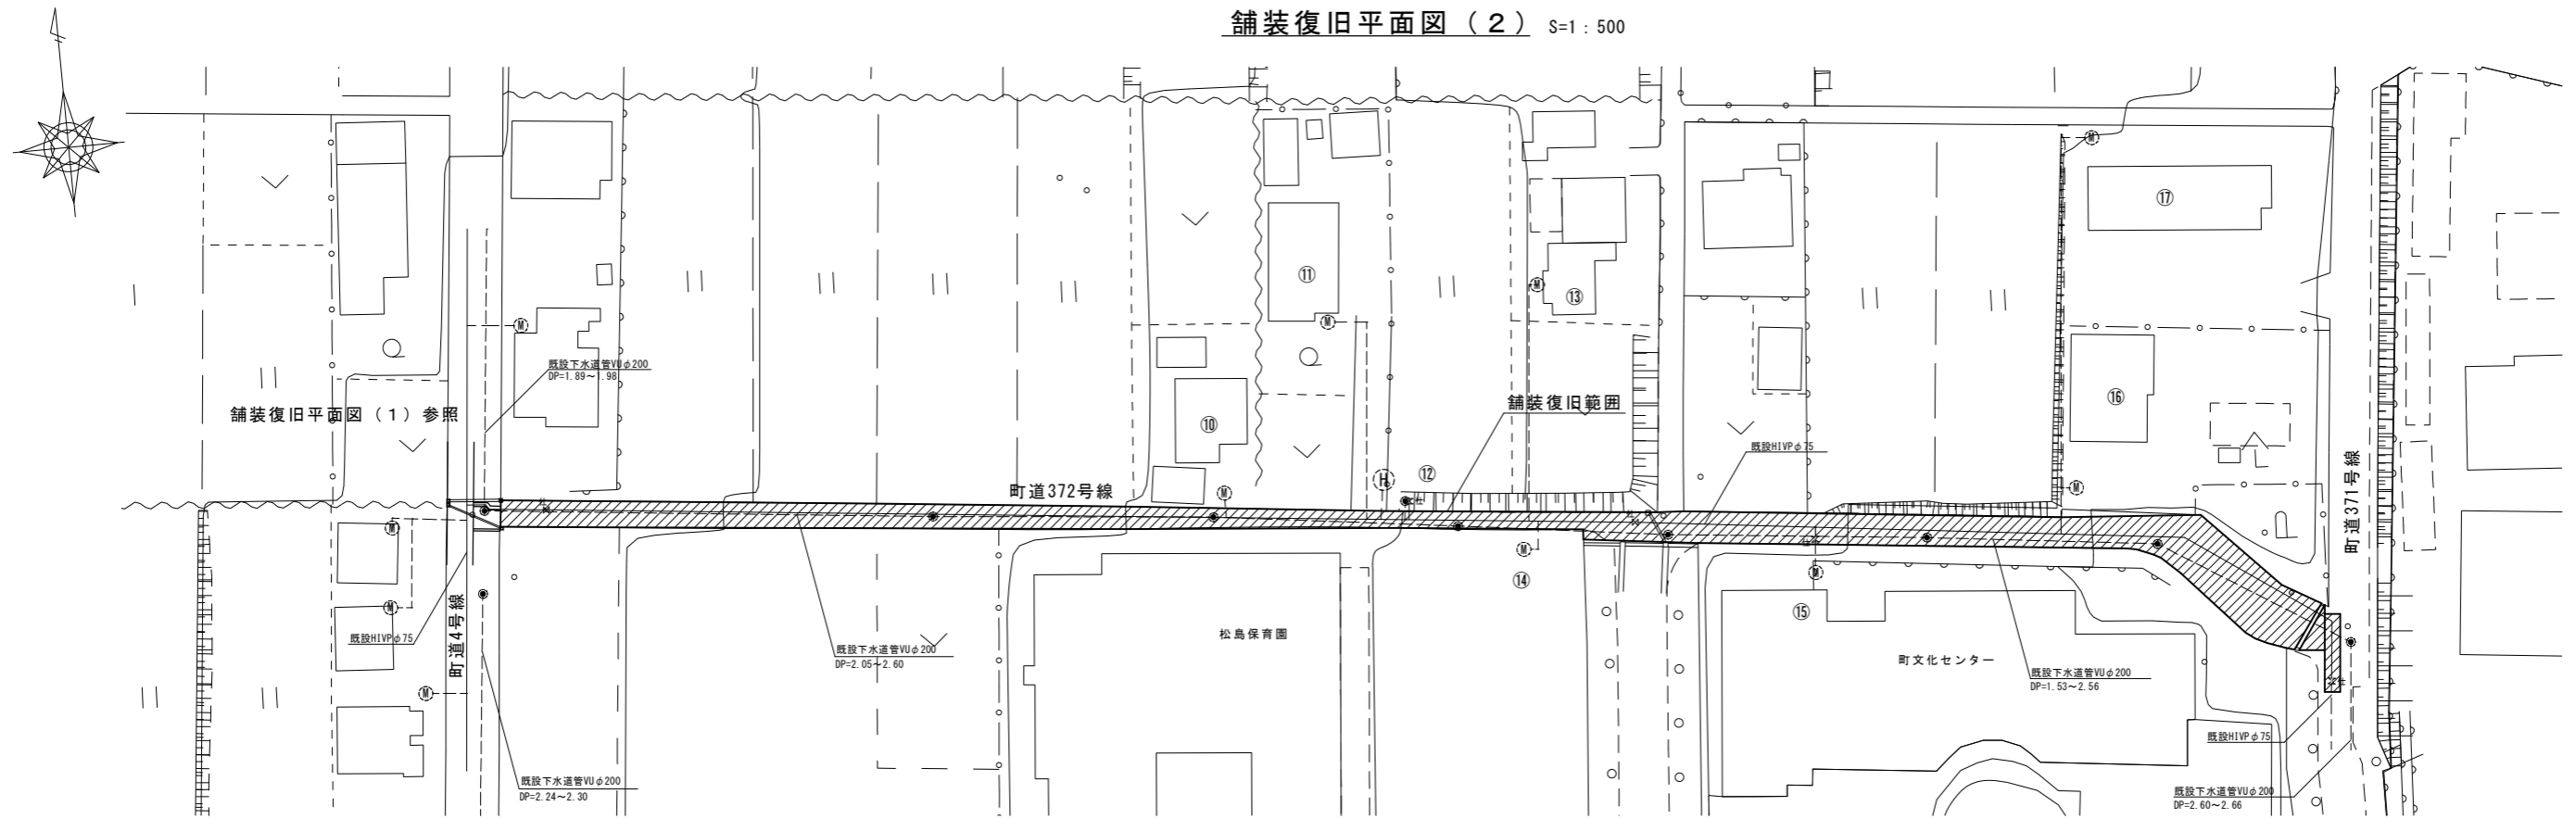 舗装復旧平面図（２） S=1：500
⑰
⑪
⑬
M
M
M
M
既設下水道管VUφ200
DP=1.89～1.98
舗装復旧平面図（１）参照
⑩
舗装復旧範囲
⑯
既設HIVPφ75
町道371号線
H
⑫
町道372号線
M
M
M
M
⑭
M
⑮
M
町道4号線
既設HIVPφ75
既設下水道管VUφ200
DP=2.05～2.60
松島保育園
町文化センター
既設下水道管VUφ200
DP=1.53～2.56
M
既設HIVPφ75
既設下水道管VUφ200
DP=2.24～2.30
既設下水道管VUφ200
DP=2.60～2.66